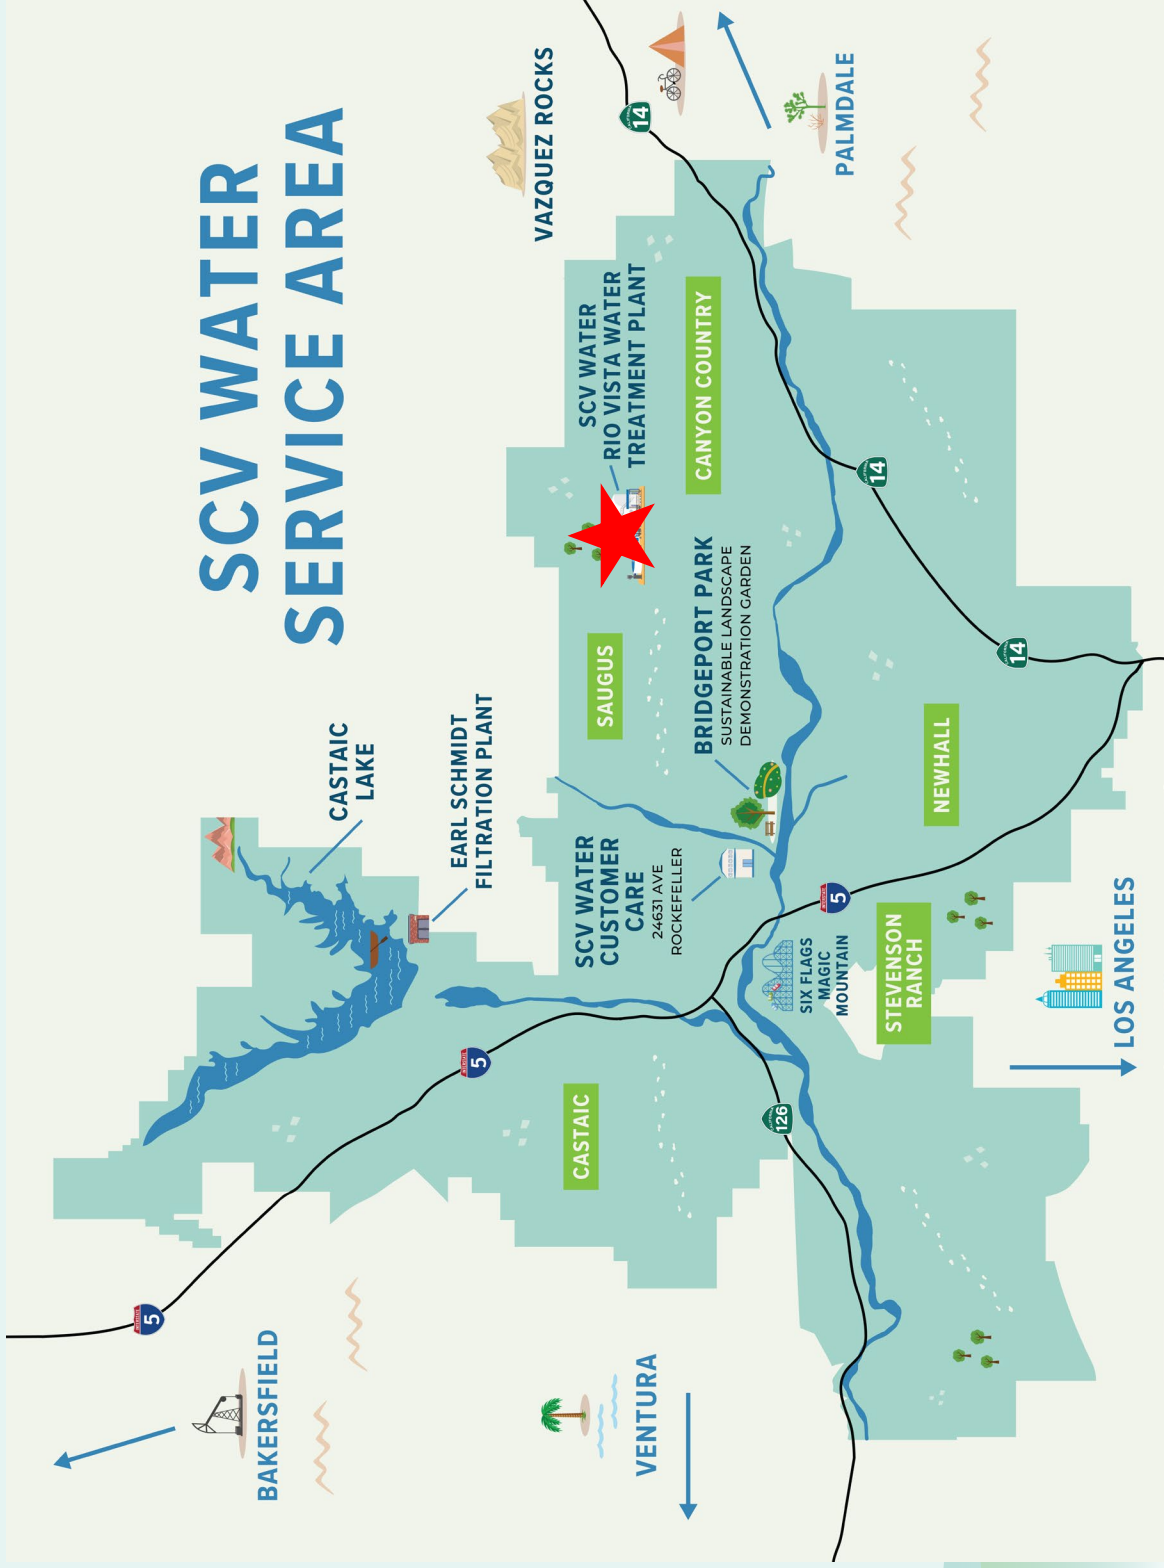 SCV WATER
SERVICE AREA
BAKERSFIELD
5
CASTAIC
LAKE
VAZQUEZ ROCKS
14
EARL SCHMIDT
FILTRATION PLANT
5
SCV WATER
RIO VISTA WATER
TREATMENT PLANT
VENTURA
CASTAIC
SCV WATER
CUSTOMER
CARE
24631 AVE
ROCKEFELLER
SAUGUS
CANYON COUNTRY
BRIDGEPORT PARK
SUSTAINABLE LANDSCAPE
DEMONSTRATION GARDEN
PALMDALE
126
SIX FLAGS
MAGIC
MOUNTAIN
5
14
STEVENSON
RANCH
NEWHALL
14
LOS ANGELES